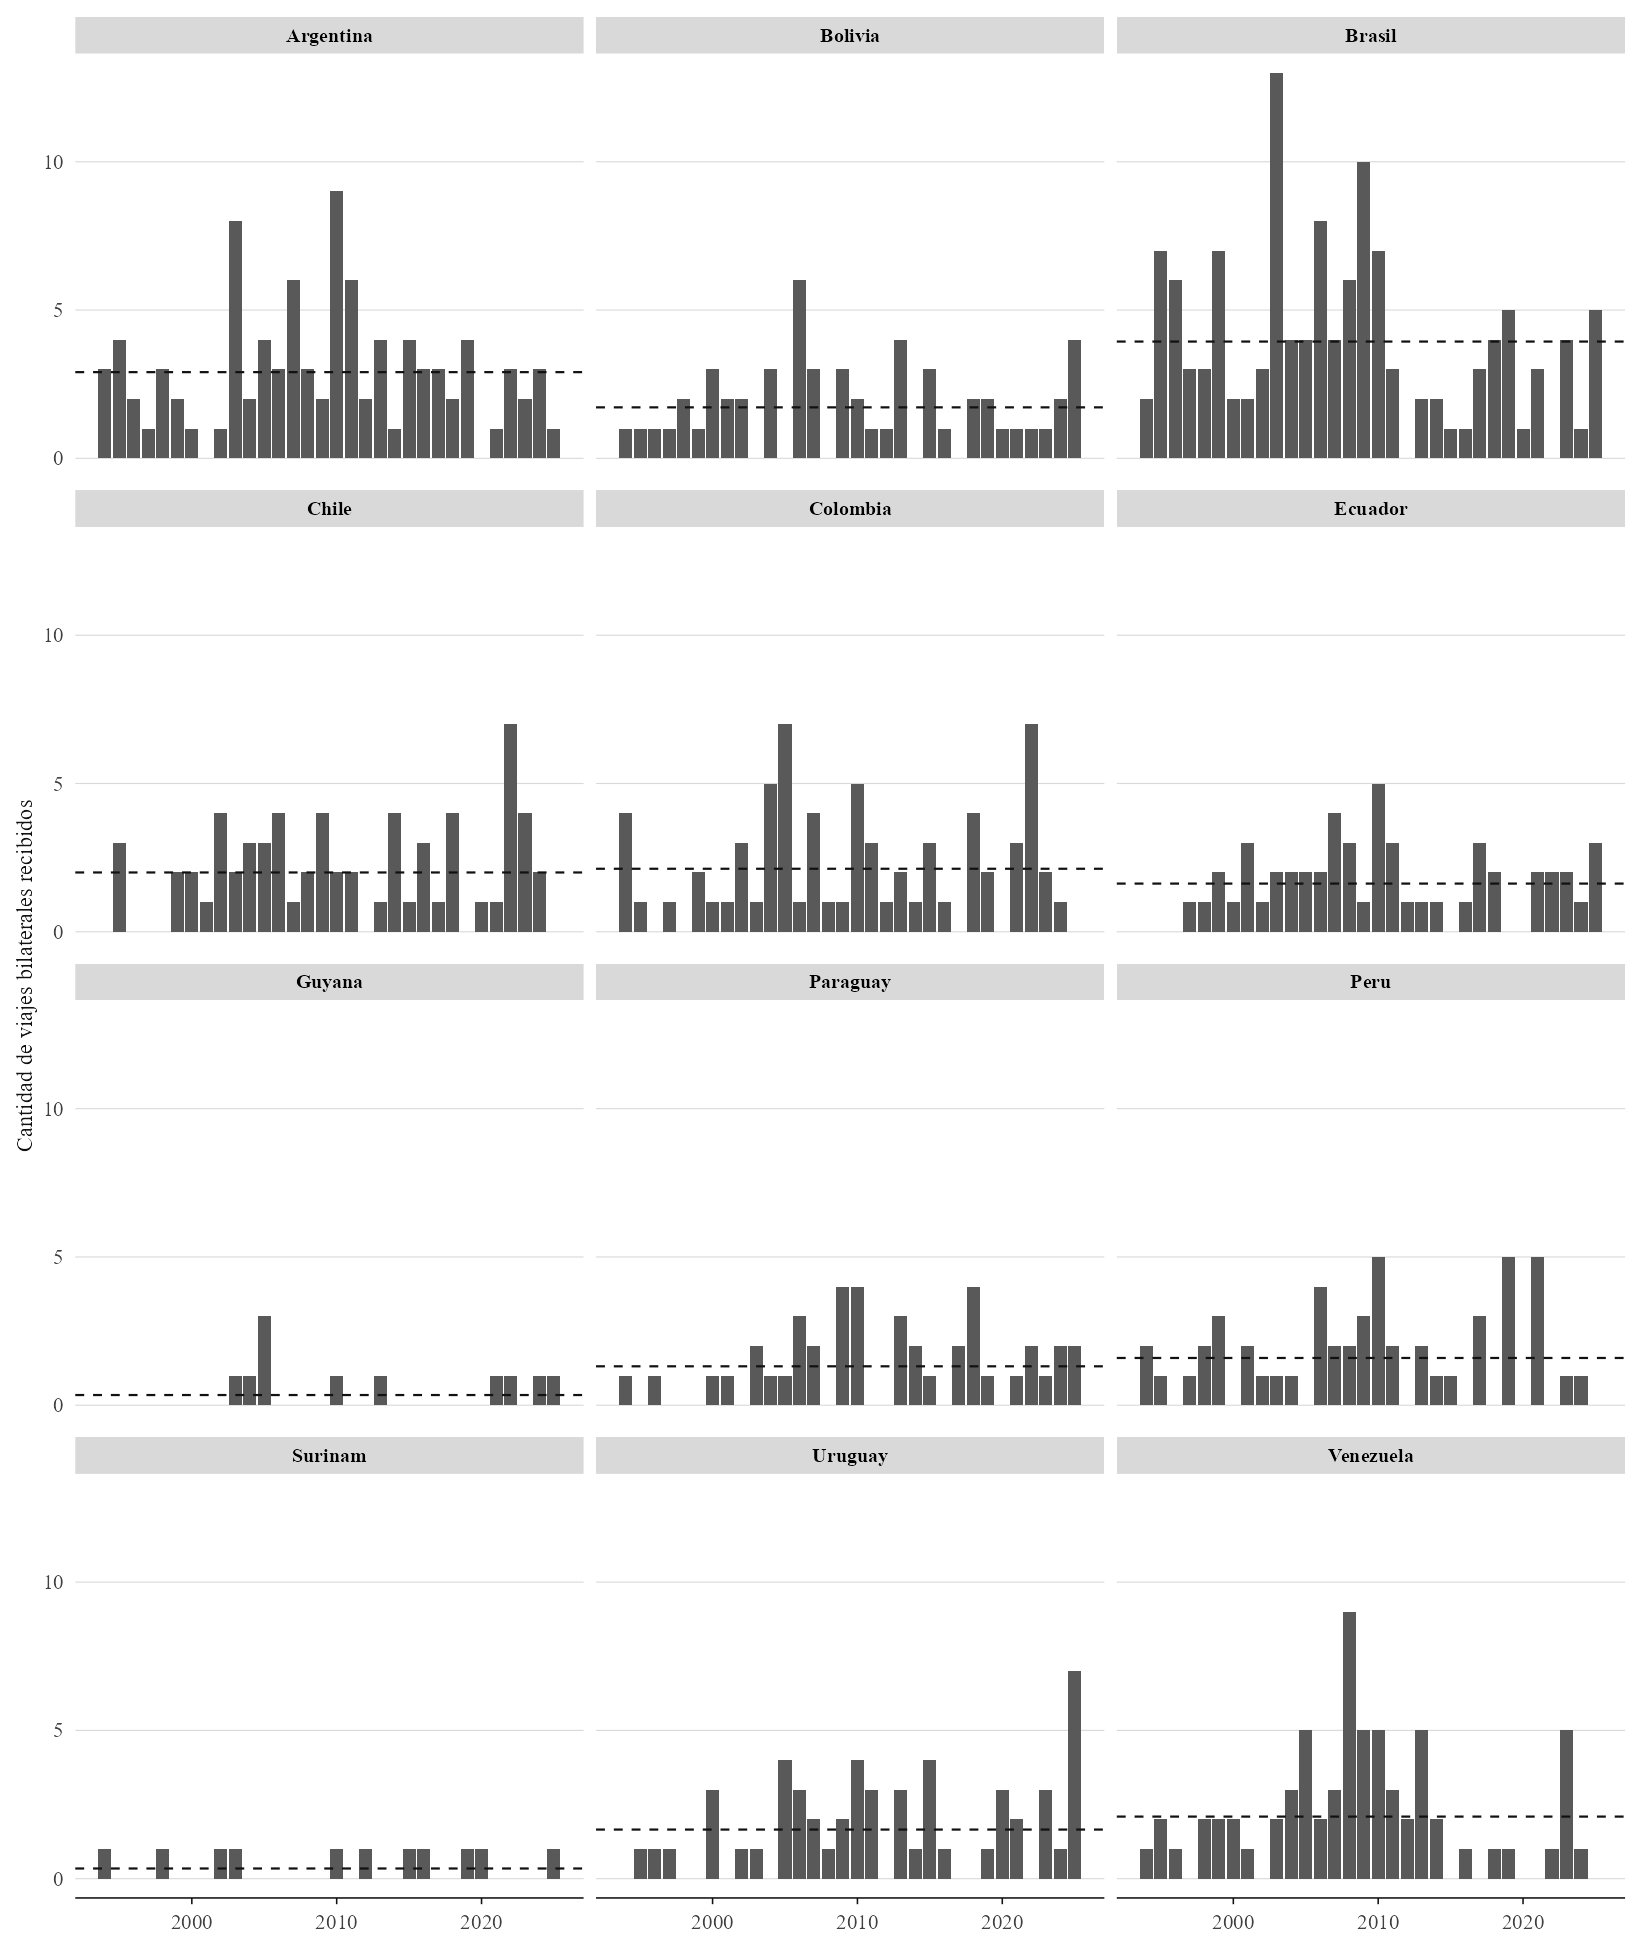 Argentina
Bolivia
Brasil
10
5
0
Chile
Colombia
Ecuador
10
5
0
Cantidad de viajes bilaterales recibidos
Guyana
Paraguay
Peru
10
5
0
Surinam
Uruguay
Venezuela
10
5
0
2000 2010 2020
2000 2010 2020
2000 2010 2020